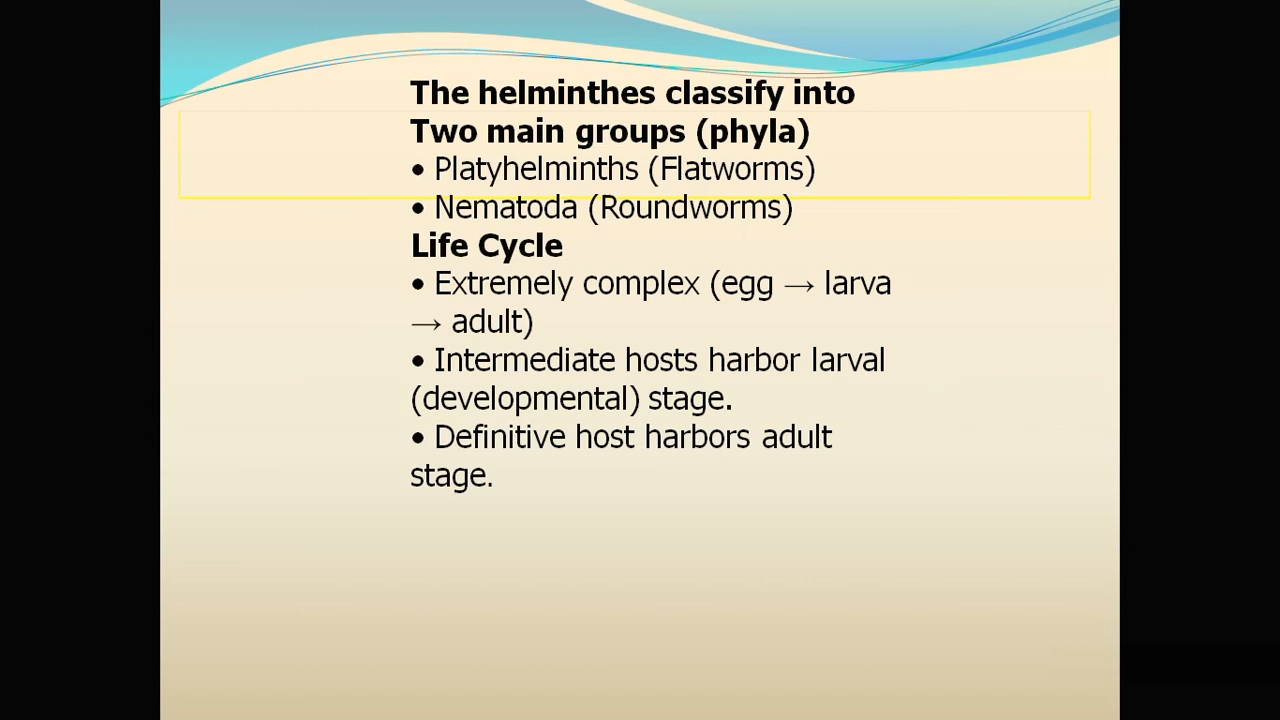 The helminthes classify into
Two main groups (phyla)
• Platyhelminths (Flatworms)
• Nematoda (Roundworms)
Life Cycle
• Extremely complex (egg → larva
→ adult)
• Intermediate hosts harbor larval
(developmental) stage.
• Definitive host harbors adult
stage.